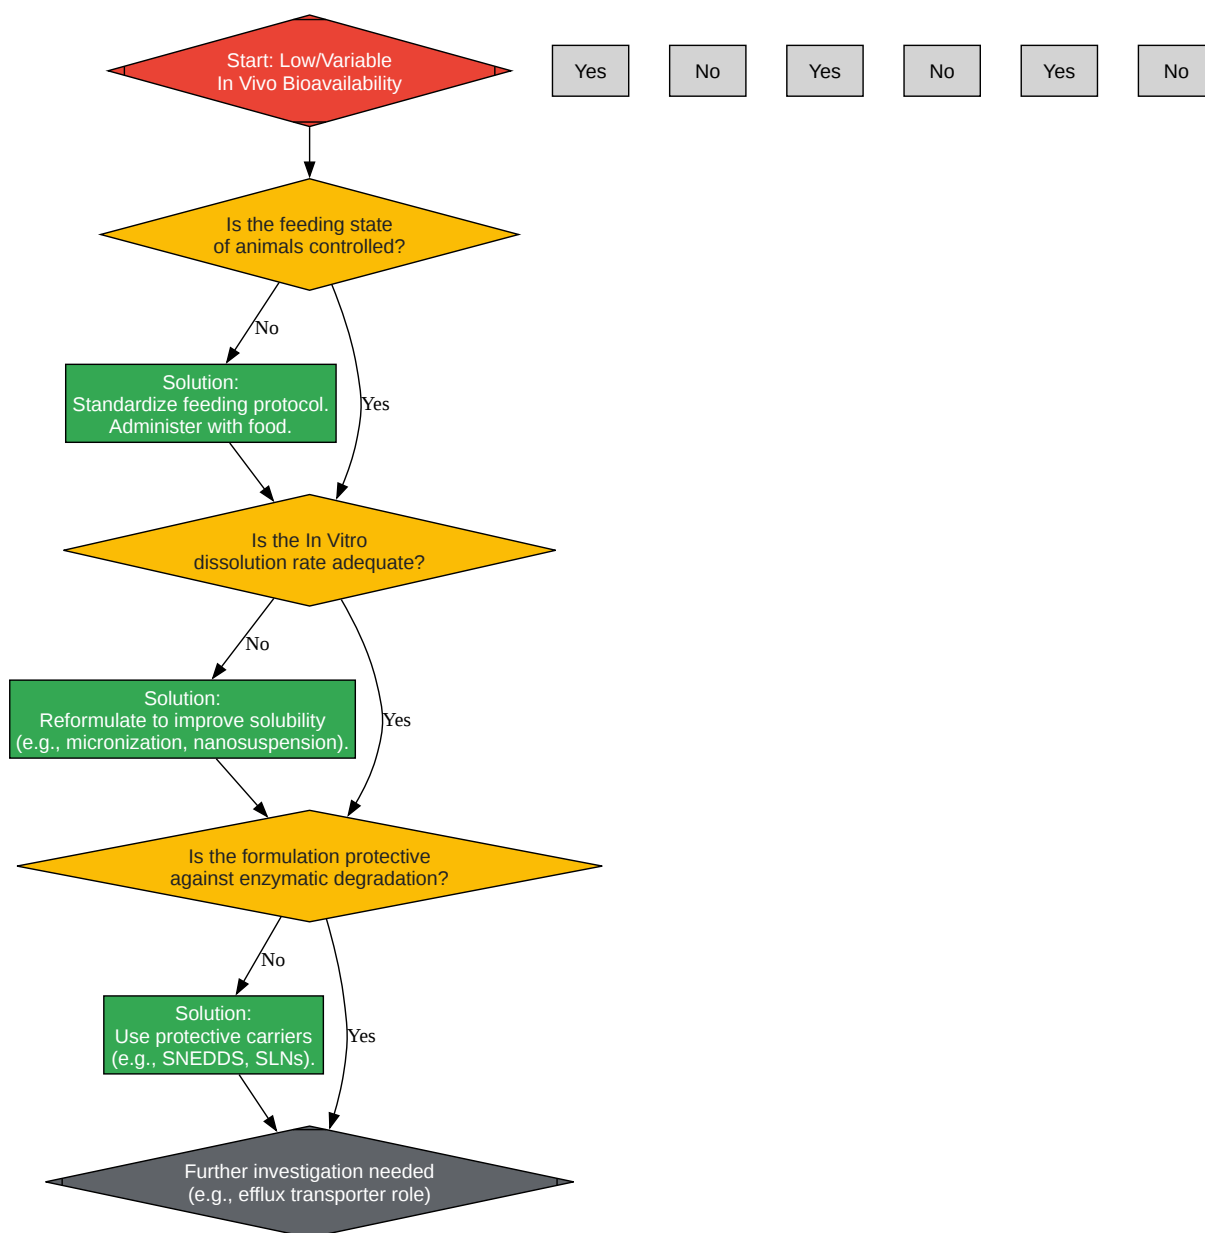 Start: Low/Variable
In Vivo Bioavailability
Yes
No
Yes
No
Yes
No
Is the feeding state
of animals controlled?
No
Solution:
Standardize feeding protocol.
Administer with food.
Yes
Is the In Vitro
dissolution rate adequate?
No
Solution:
Reformulate to improve solubility
(e.g., micronization, nanosuspension).
Yes
Is the formulation protective
against enzymatic degradation?
No
Solution:
Use protective carriers
(e.g., SNEDDS, SLNs).
Yes
Further investigation needed
(e.g., efflux transporter role)